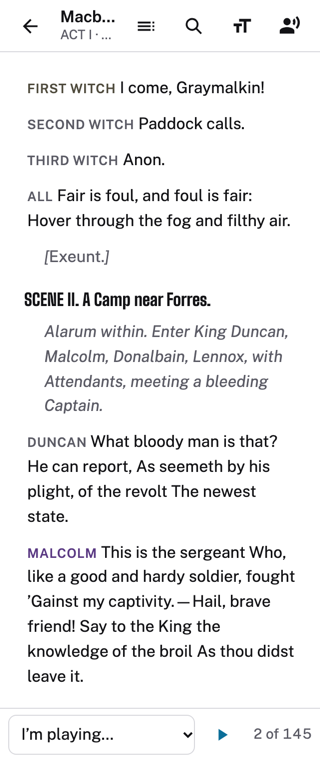 Macb...
ACT I · ...
FIRST WITCH I come, Graymalkin!
SECOND WITCH Paddock calls.
THIRD WITCH Anon.
ALL Fair is foul, and foul is fair:
Hover through the fog and filthy air.
[Exeunt.]
SCENE II. A Camp near Forres.
Alarum within. Enter King Duncan,
Malcolm, Donalbain, Lennox, with
Attendants, meeting a bleeding
Captain.
DUNCAN What bloody man is that?
He can report, As seemeth by his
plight, of the revolt The newest
state.
MALCOLM This is the sergeant Who,
like a good and hardy soldier, fought
’Gainst my captivity.—Hail, brave
friend! Say to the King the
knowledge of the broil As thou didst
leave it.
I’m playing... 2 of 145